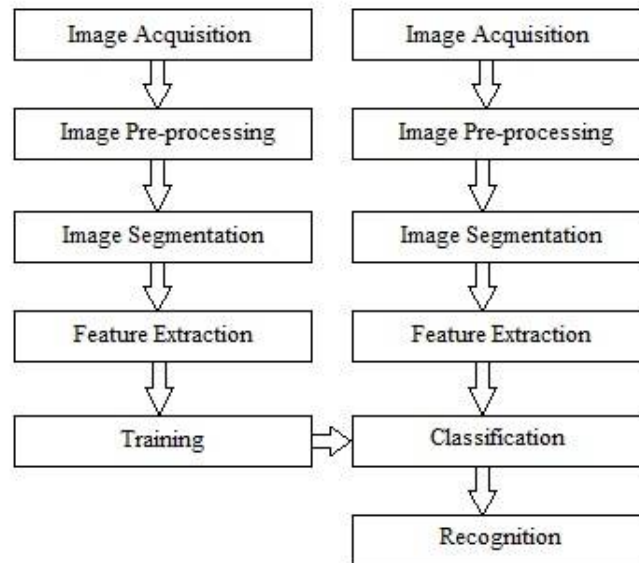 Image Acquisition
Image Pre-processing
Image Segmentation
Feature Extraction
Training
Image Acquisition
Image Pre-processing
Image Segmentation
Feature Extraction
Classification
Recognition